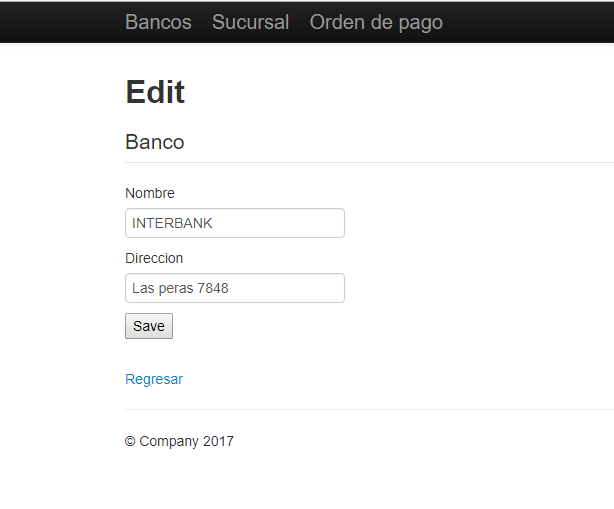 Bancos Sucursal Orden de pago
Edit
Banco
Nombre
INTERBANK
Direccion
Las peras 7848
Save
Regresar
© Company 2017